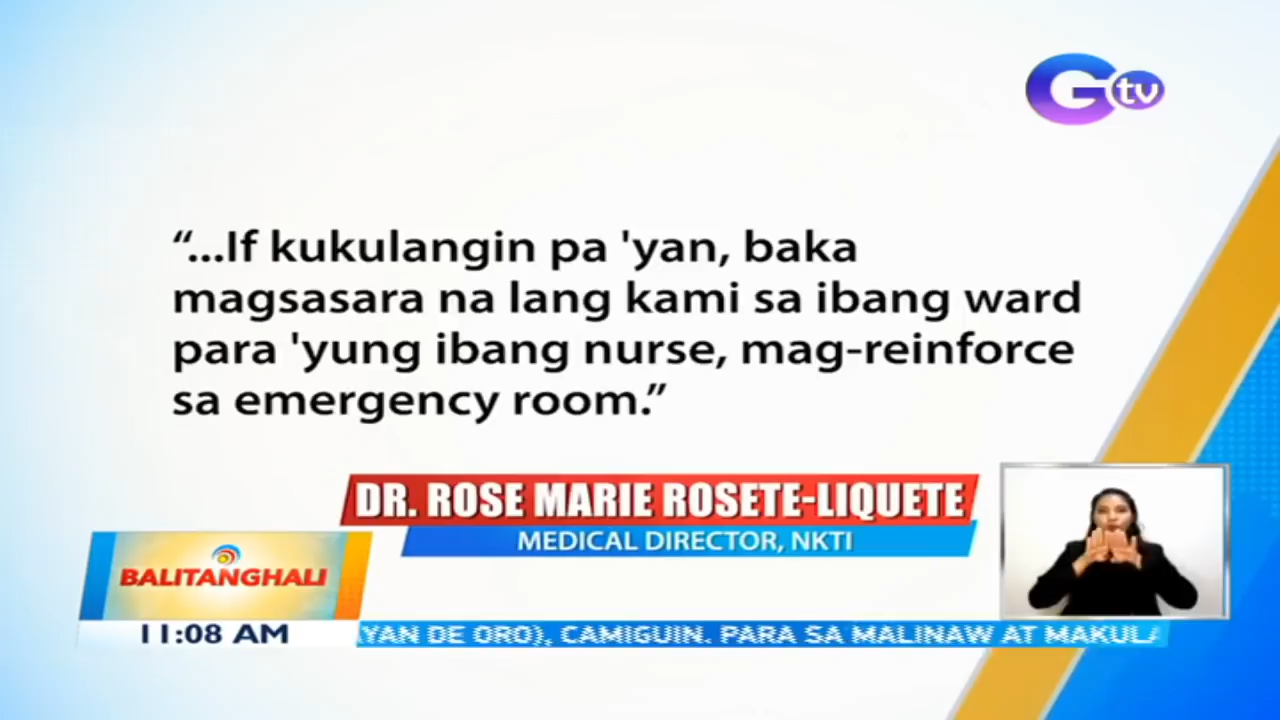 Gtv
“...If kukulangin pa 'yan, baka
magsasara na lang kami sa ibang ward
para 'yung ibang nurse, mag-reinforce
sa emergency room.”
DR. ROSE MARIE ROSETE-LIQUETE
MEDICAL DIRECTOR, NKTI
BALITANGHALI
11:08 AM
AYAN DE ORO), CAMIGUIN. PARA SA MALINAW AT MAKULA